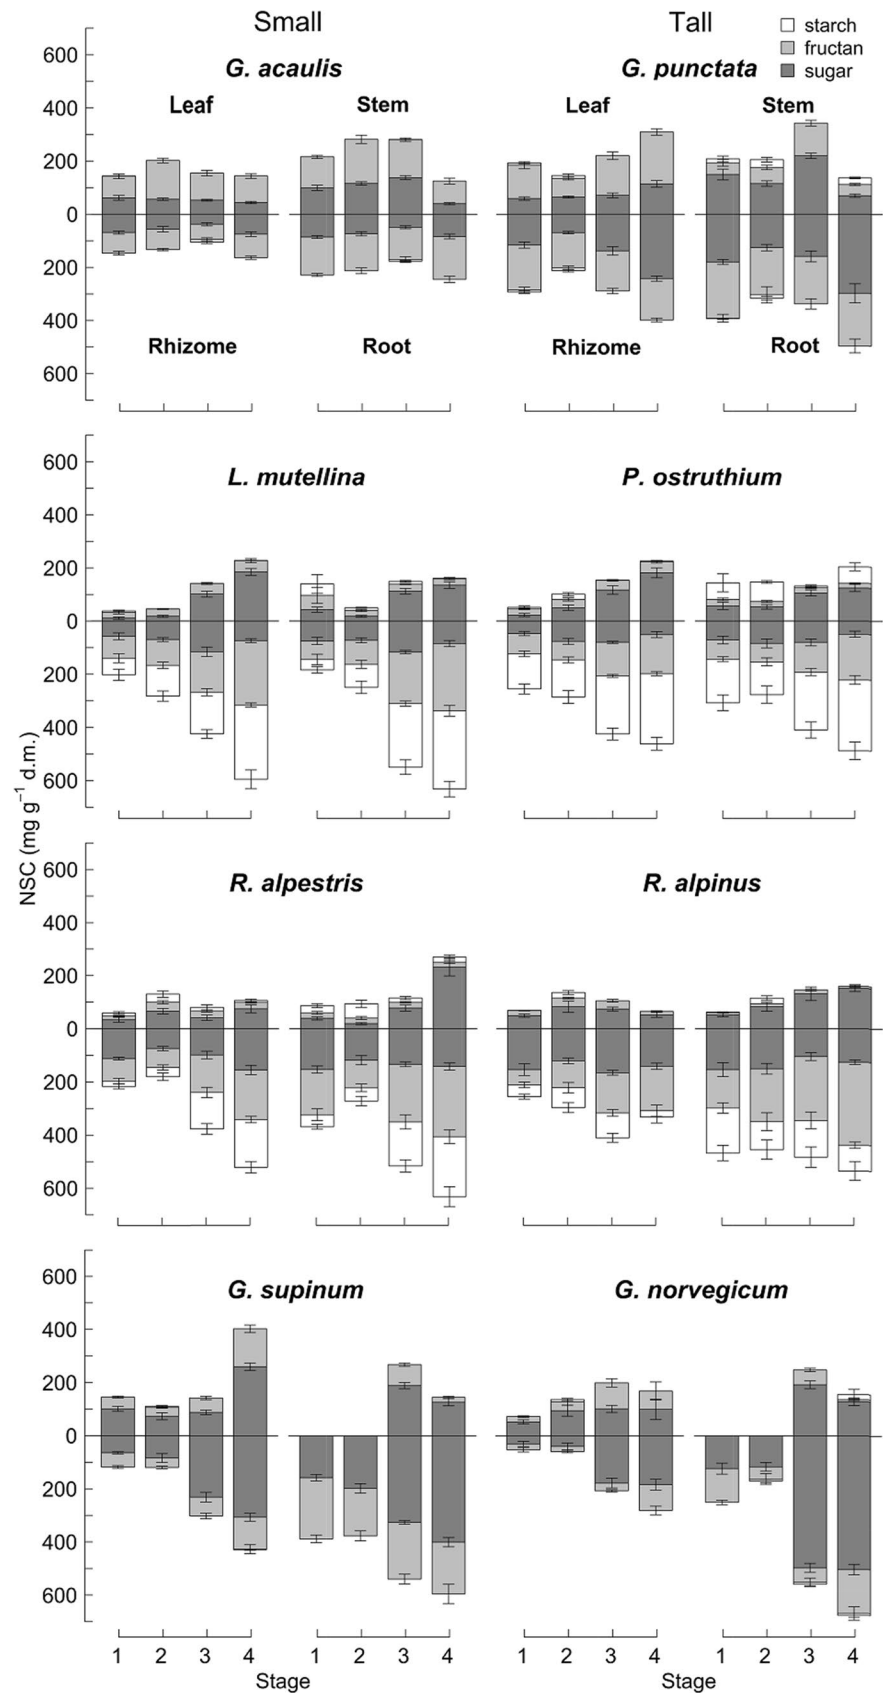 Small
Tall
starch
fructan
sugar
G. acaulis
G. punctata
Leaf
Stem
Leaf
Stem
600
400
200
0
200
400
600
Rhizome
Root
Rhizome
Root
L. mutellina
P. ostruthium
600
400
200
0
200
400
600
NSC (mg g⁻¹ d.m.)
R. alpestris
R. alpinus
600
400
200
0
200
400
600
G. supinum
G. norvegicum
600
400
200
0
200
400
600
1 2 3 4 1 2 3 4 1 2 3 4 1 2 3 4
Stage Stage